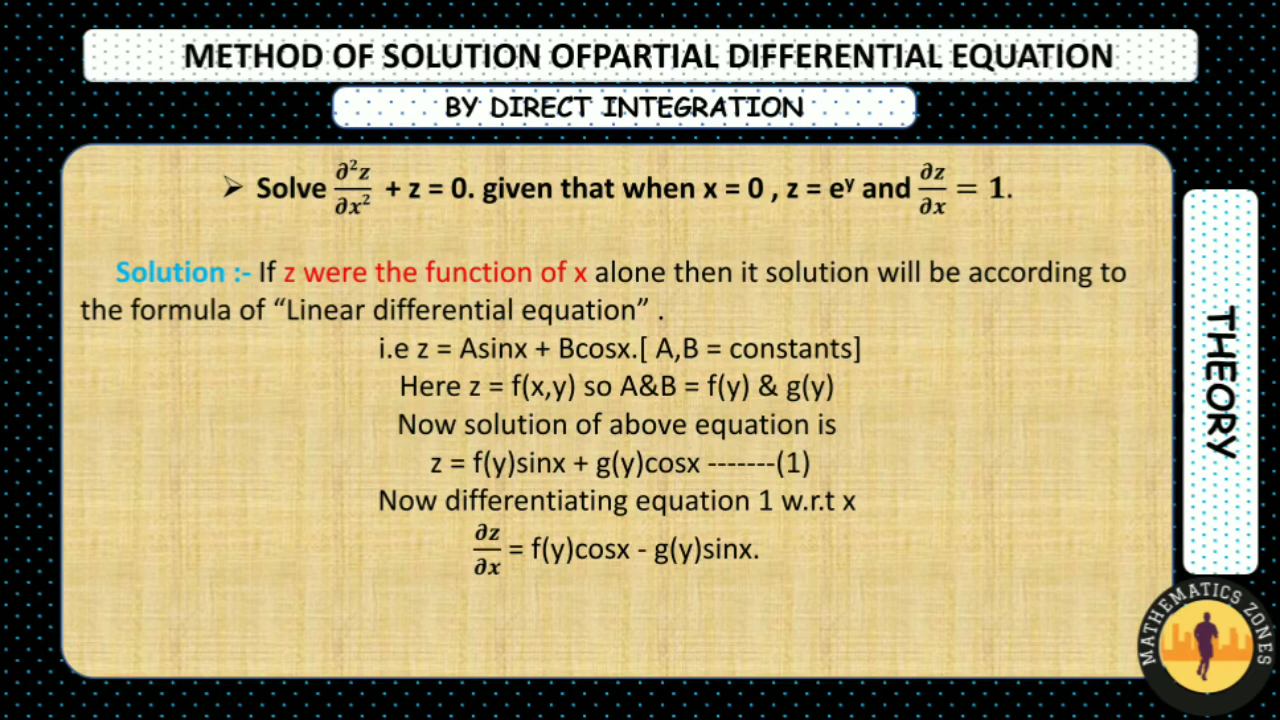 METHOD OF SOLUTION OFPARTIAL DIFFERENTIAL EQUATION
BY DIRECT INTEGRATION
➢ Solve ∂²z/∂x² + z = 0. given that when x = 0 , z = eʸ and ∂z/∂x = 1.
Solution :- If z were the function of x alone then it solution will be according to
the formula of “Linear differential equation” .
i.e z = Asinx + Bcosx.[ A,B = constants]
Here z = f(x,y) so A&B = f(y) & g(y)
Now solution of above equation is
z = f(y)sinx + g(y)cosx -------(1)
Now differentiating equation 1 w.r.t x
∂z/∂x = f(y)cosx - g(y)sinx.
THEORY
MATHEMATICS ZONES